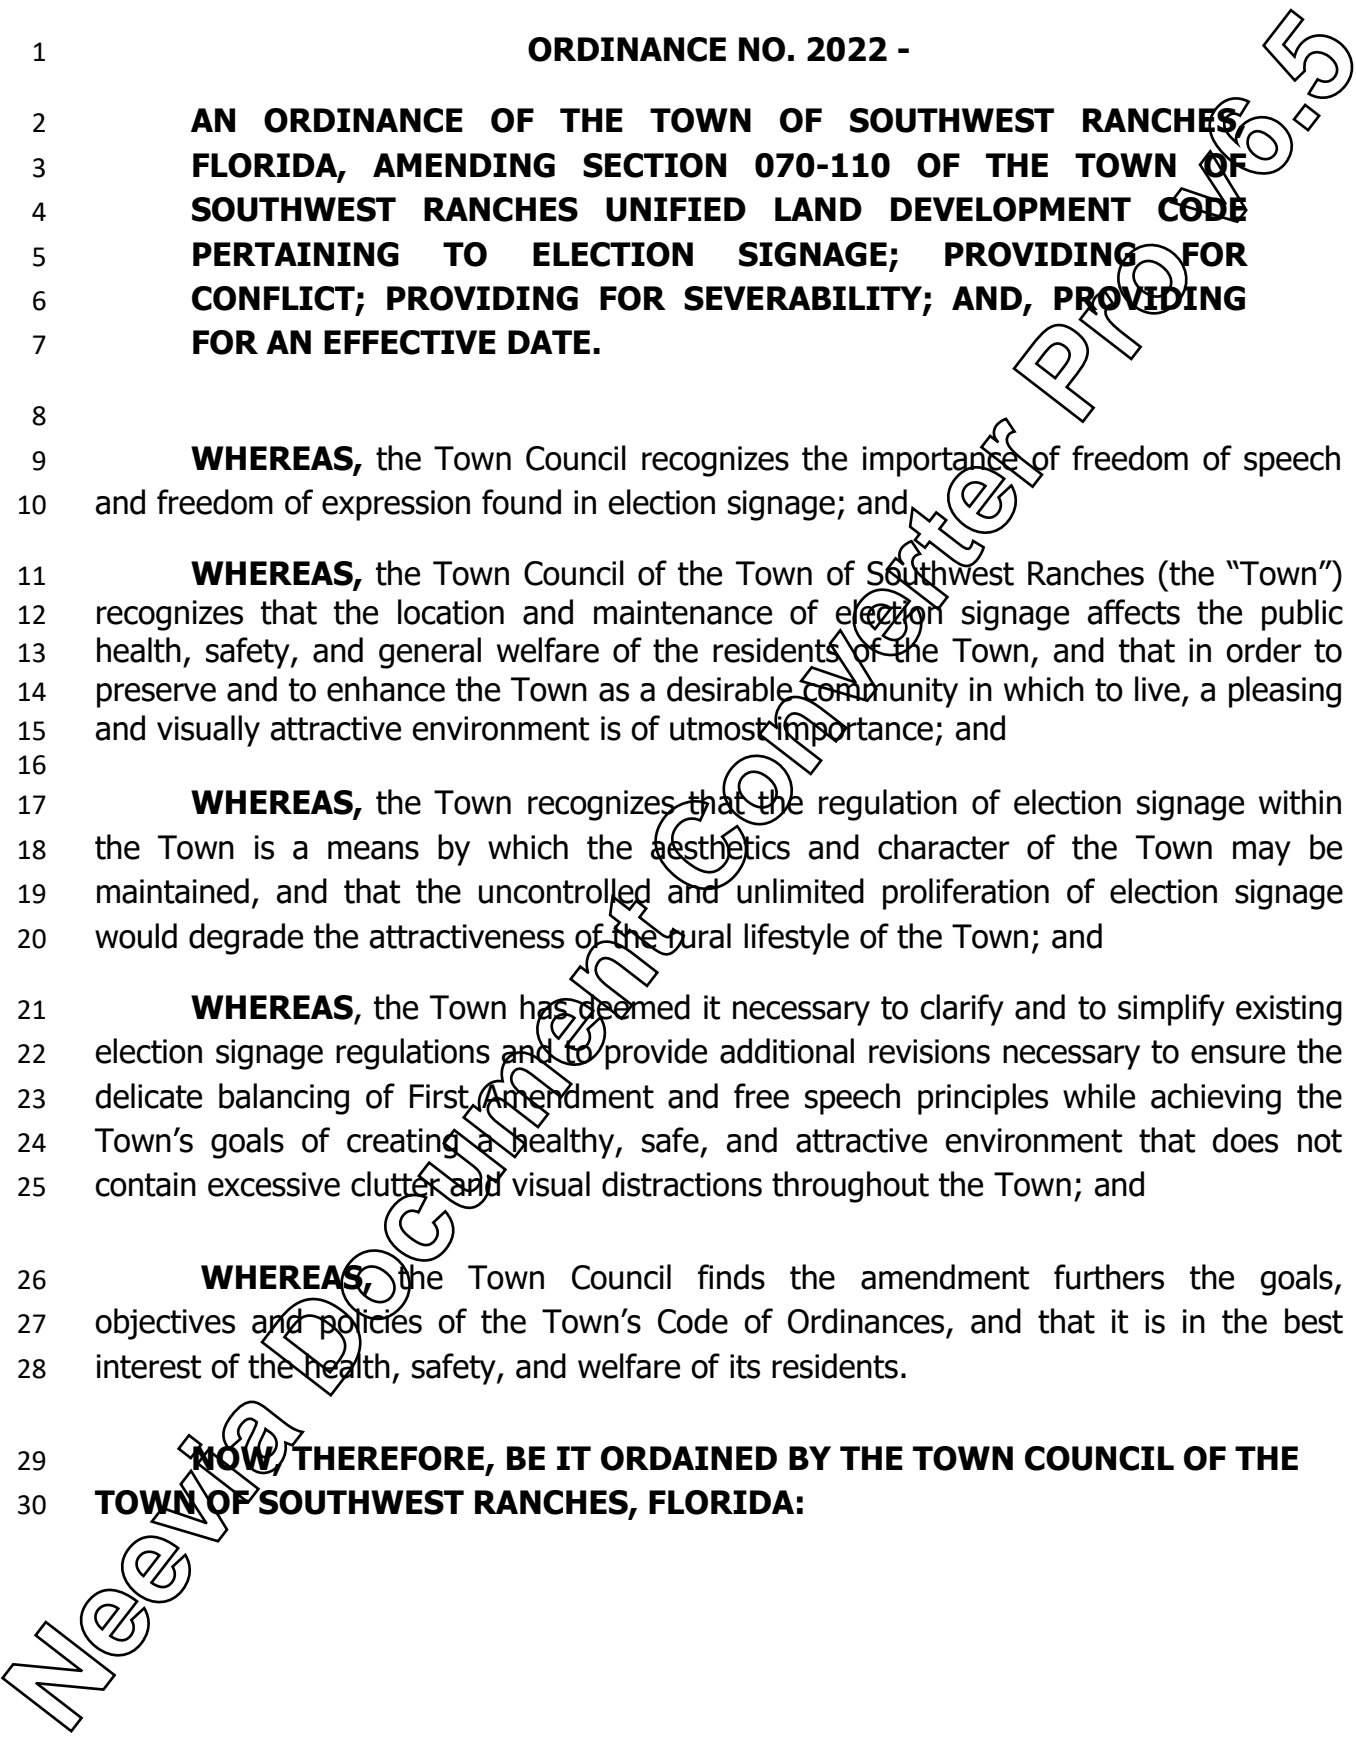 1 ORDINANCE NO. 2022 -
2 AN ORDINANCE OF THE TOWN OF SOUTHWEST RANCHES,
3 FLORIDA, AMENDING SECTION 070-110 OF THE TOWN OF
4 SOUTHWEST RANCHES UNIFIED LAND DEVELOPMENT CODE
5 PERTAINING TO ELECTION SIGNAGE; PROVIDING FOR
6 CONFLICT; PROVIDING FOR SEVERABILITY; AND, PROVIDING
7 FOR AN EFFECTIVE DATE.
8
9 WHEREAS, the Town Council recognizes the importance of freedom of speech
10 and freedom of expression found in election signage; and
11 WHEREAS, the Town Council of the Town of Southwest Ranches (the “Town”)
12 recognizes that the location and maintenance of election signage affects the public
13 health, safety, and general welfare of the residents of the Town, and that in order to
14 preserve and to enhance the Town as a desirable community in which to live, a pleasing
15 and visually attractive environment is of utmost importance; and
16
17 WHEREAS, the Town recognizes that the regulation of election signage within
18 the Town is a means by which the aesthetics and character of the Town may be
19 maintained, and that the uncontrolled and unlimited proliferation of election signage
20 would degrade the attractiveness of the rural lifestyle of the Town; and
21 WHEREAS, the Town has deemed it necessary to clarify and to simplify existing
22 election signage regulations and to provide additional revisions necessary to ensure the
23 delicate balancing of First Amendment and free speech principles while achieving the
24 Town’s goals of creating a healthy, safe, and attractive environment that does not
25 contain excessive clutter and visual distractions throughout the Town; and
26 WHEREAS, the Town Council finds the amendment furthers the goals,
27 objectives and policies of the Town’s Code of Ordinances, and that it is in the best
28 interest of the health, safety, and welfare of its residents.
29 NOW, THEREFORE, BE IT ORDAINED BY THE TOWN COUNCIL OF THE
30 TOWN OF SOUTHWEST RANCHES, FLORIDA:
Neevia Document Converter Pro v6.5